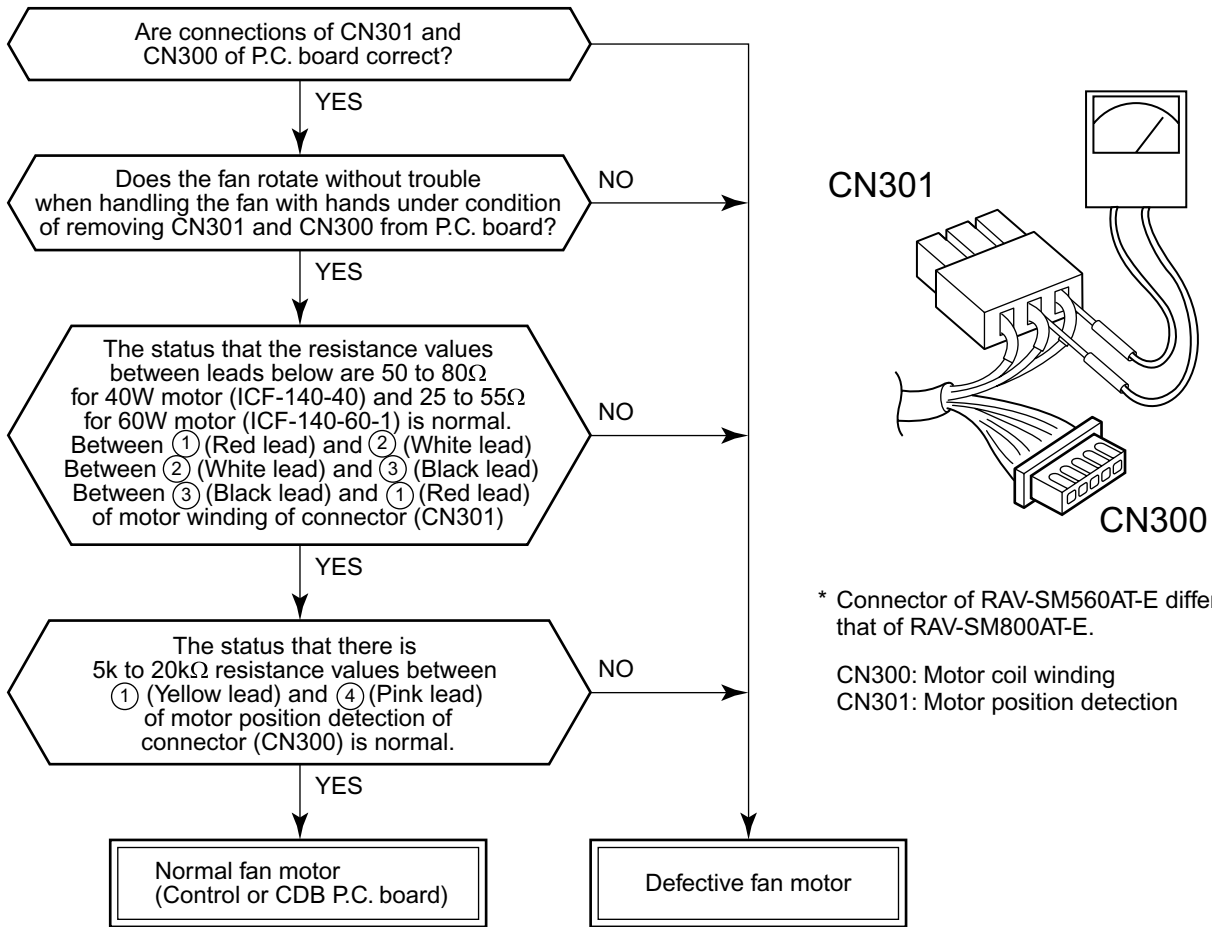 Are connections of CN301 and
CN300 of P.C. board correct?
YES
Does the fan rotate without trouble
when handling the fan with hands under condition
of removing CN301 and CN300 from P.C. board?
NO
YES
The status that the resistance values
between leads below are 50 to 80Ω
for 40W motor (ICF-140-40) and 25 to 55Ω
for 60W motor (ICF-140-60-1) is normal.
Between ① (Red lead) and ② (White lead)
Between ② (White lead) and ③ (Black lead)
Between ③ (Black lead) and ① (Red lead)
of motor winding of connector (CN301)
NO
YES
The status that there is
5k to 20kΩ resistance values between
① (Yellow lead) and ④ (Pink lead)
of motor position detection of
connector (CN300) is normal.
NO
YES
Normal fan motor
(Control or CDB P.C. board)
Defective fan motor
CN301
CN300
* Connector of RAV-SM560AT-E differ
that of RAV-SM800AT-E.
CN300: Motor coil winding
CN301: Motor position detection